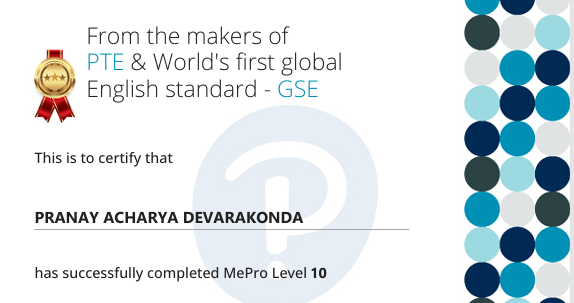 From the makers of
PTE & World's first global
English standard - GSE
This is to certify that
PRANAY ACHARYA DEVARAKONDA
has successfully completed MePro Level 10